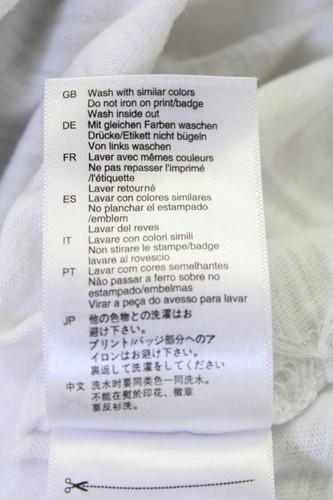 GB Wash with similar colors
Do not iron on print/badge
Wash inside out
DE Mit gleichen Farben waschen
Drücke/Etikett nicht bügeln
Von links waschen
FR Laver avec mêmes couleurs
Ne pas repasser l'imprimé
/l'étiquette
Laver retourné
ES Lavar con colores similares
No planchar el estampado
/emblem
Lavar del reves
IT Lavare con colori simili
Non stirare le stampe/badge
lavare al rovescio
PT Lavar com cores semelhantes
Não passar a ferro sobre no
estampado/embelmas
Virar a peça do avesso para lavar
JP 他の色物との洗濯はお
避け下さい。
プリント/バッジ部分へのア
イロンはお避け下さい。
裏返して洗濯をしてください
中文 洗水时要同类色一同洗水。
不能在熨於印花、徽章
要反衫洗。